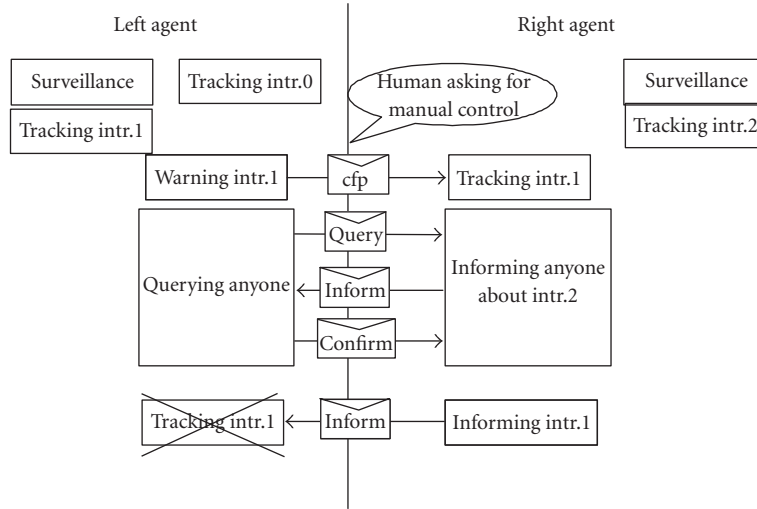 Left agent
Right agent
Surveillance
Tracking intr.0
Human asking for
manual control
Surveillance
Tracking intr.1
Tracking intr.2
Warning intr.1
cfp
Tracking intr.1
Query
Querying anyone
Inform
Informing anyone
about intr.2
Confirm
Tracking intr.1
Inform
Informing intr.1